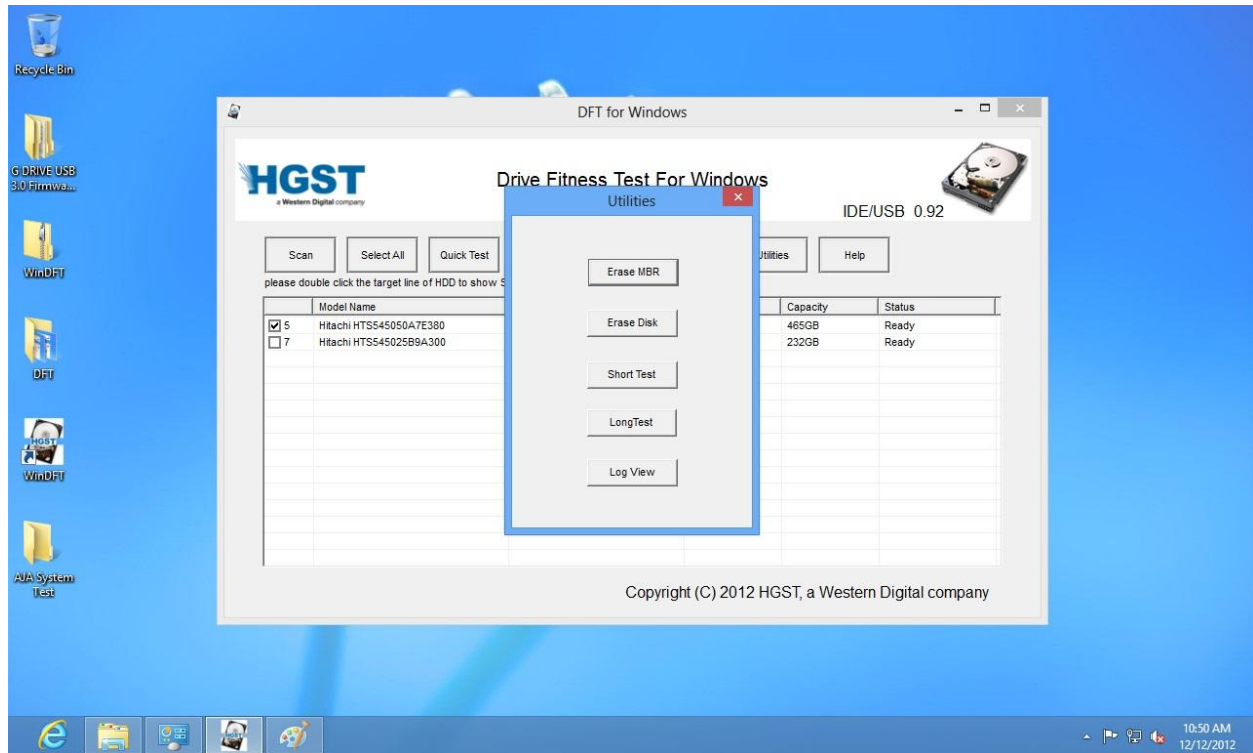 Recycle Bin
G DRIVE USB
3.0 Firmwa...
WinDFT
DFT
WinDFT
AJA System
Test
DFT for Windows
HGST
a Western Digital company
Drive Fitness Test For Windows
IDE/USB 0.92
Scan
Select All
Quick Test
tilities
Help
please double click the target line of HDD to show S
Model Name
Capacity
Status
5 Hitachi HTS545050A7E380 465GB Ready
7 Hitachi HTS545025B9A300 232GB Ready
Utilities
Erase MBR
Erase Disk
Short Test
LongTest
Log View
Copyright (C) 2012 HGST, a Western Digital company
HGST
10:50 AM
12/12/2012